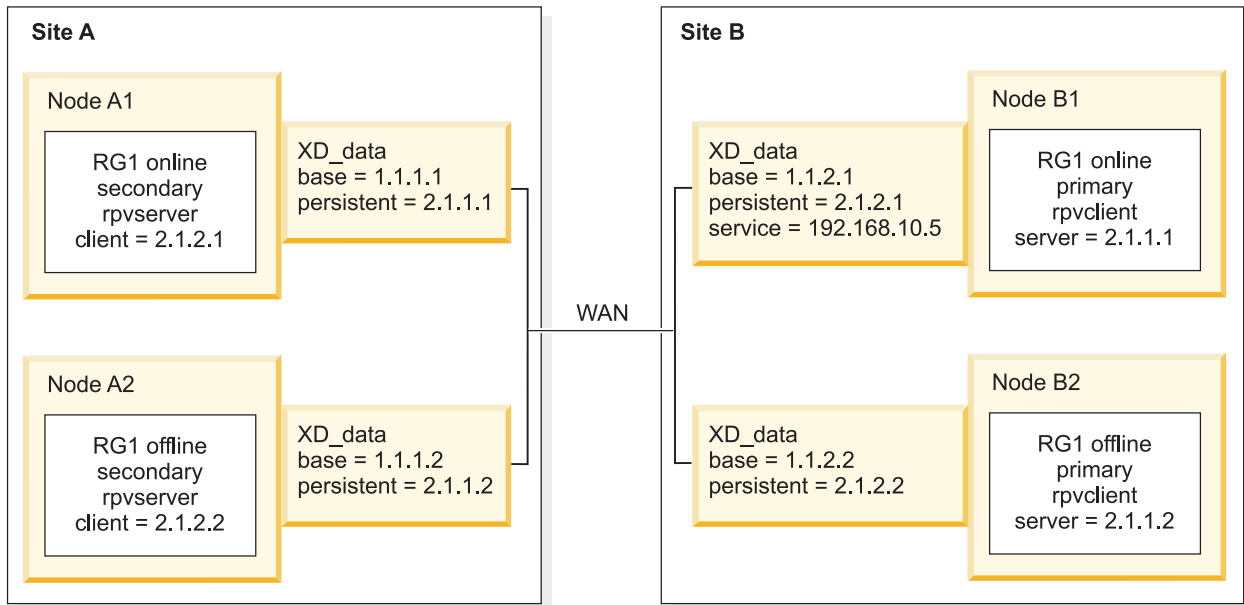 Site A
Node A1
RG1 online
secondary
rpvserver
client = 2.1.2.1
XD_data
base = 1.1.1.1
persistent = 2.1.1.1
Node A2
RG1 offline
secondary
rpvserver
client = 2.1.2.2
XD_data
base = 1.1.1.2
persistent = 2.1.1.2
WAN
Site B
XD_data
base = 1.1.2.1
persistent = 2.1.2.1
service = 192.168.10.5
Node B1
RG1 online
primary
rpvclient
server = 2.1.1.1
XD_data
base = 1.1.2.2
persistent = 2.1.2.2
Node B2
RG1 offline
primary
rpvclient
server = 2.1.1.2